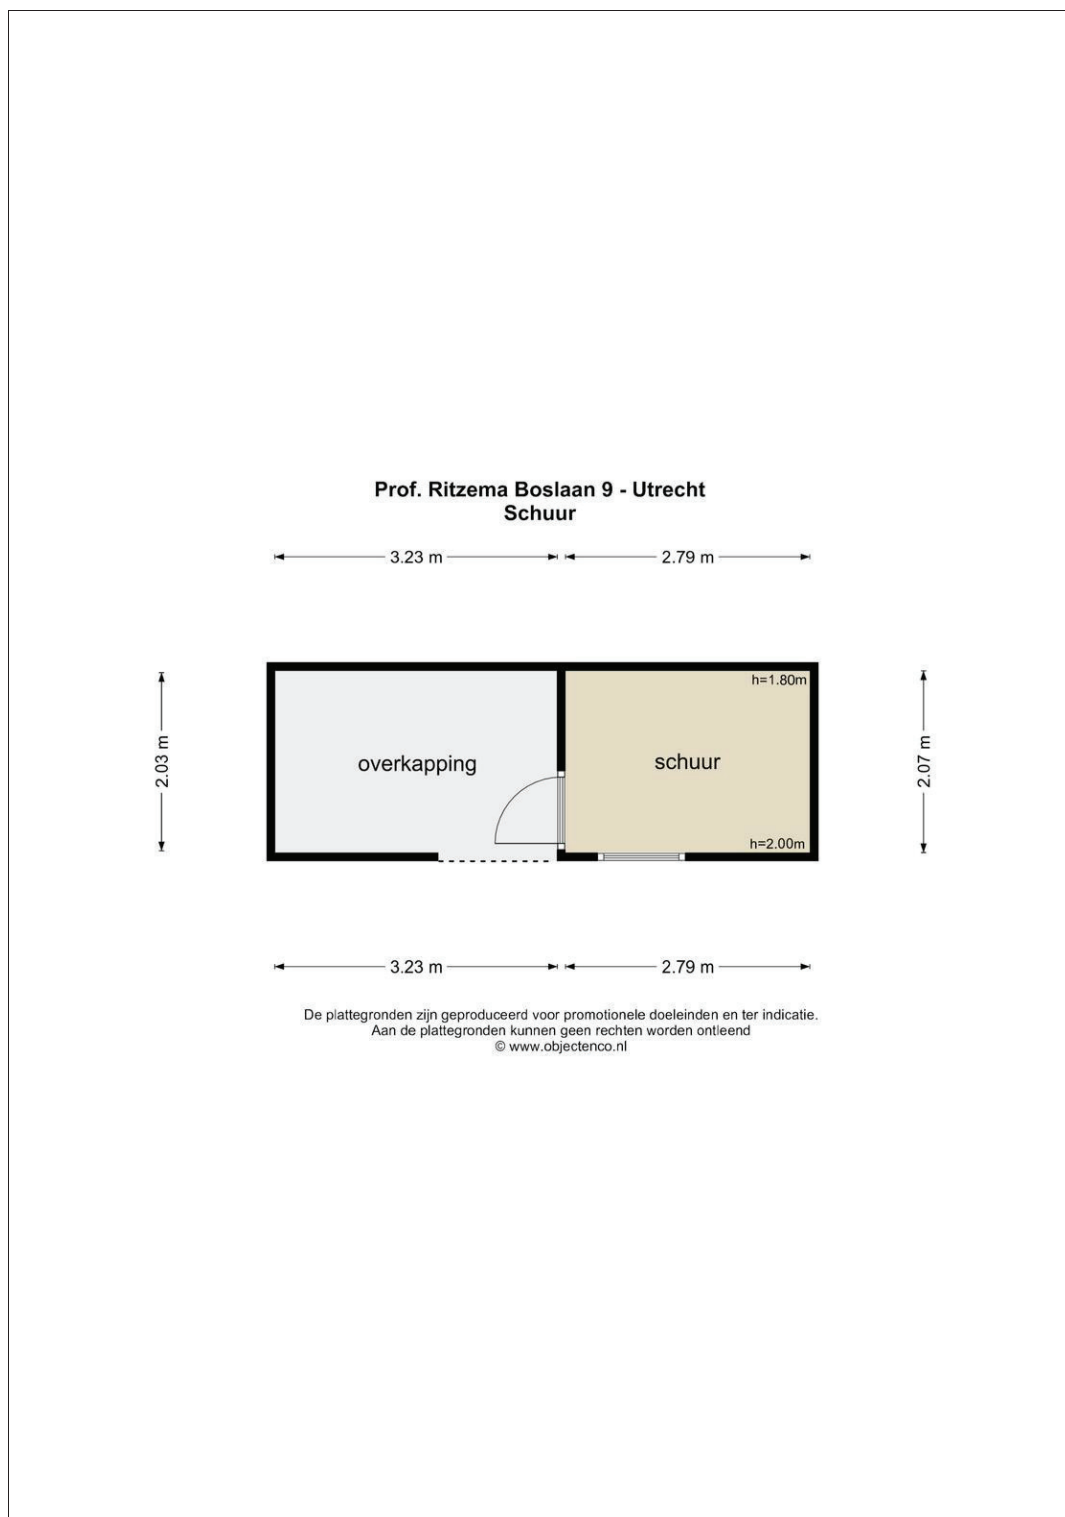 Prof. Ritzema Boslaan 9 - Utrecht
Schuur
3.23 m
2.79 m
h=1.80m
2.03 m
overkapping
schuur
2.07 m
h=2.00m
3.23 m
2.79 m
De plattegronden zijn geproduceerd voor promotionele doeleinden en ter indicatie.
Aan de plattegronden kunnen geen rechten worden ontleend
© www.objectenco.nl